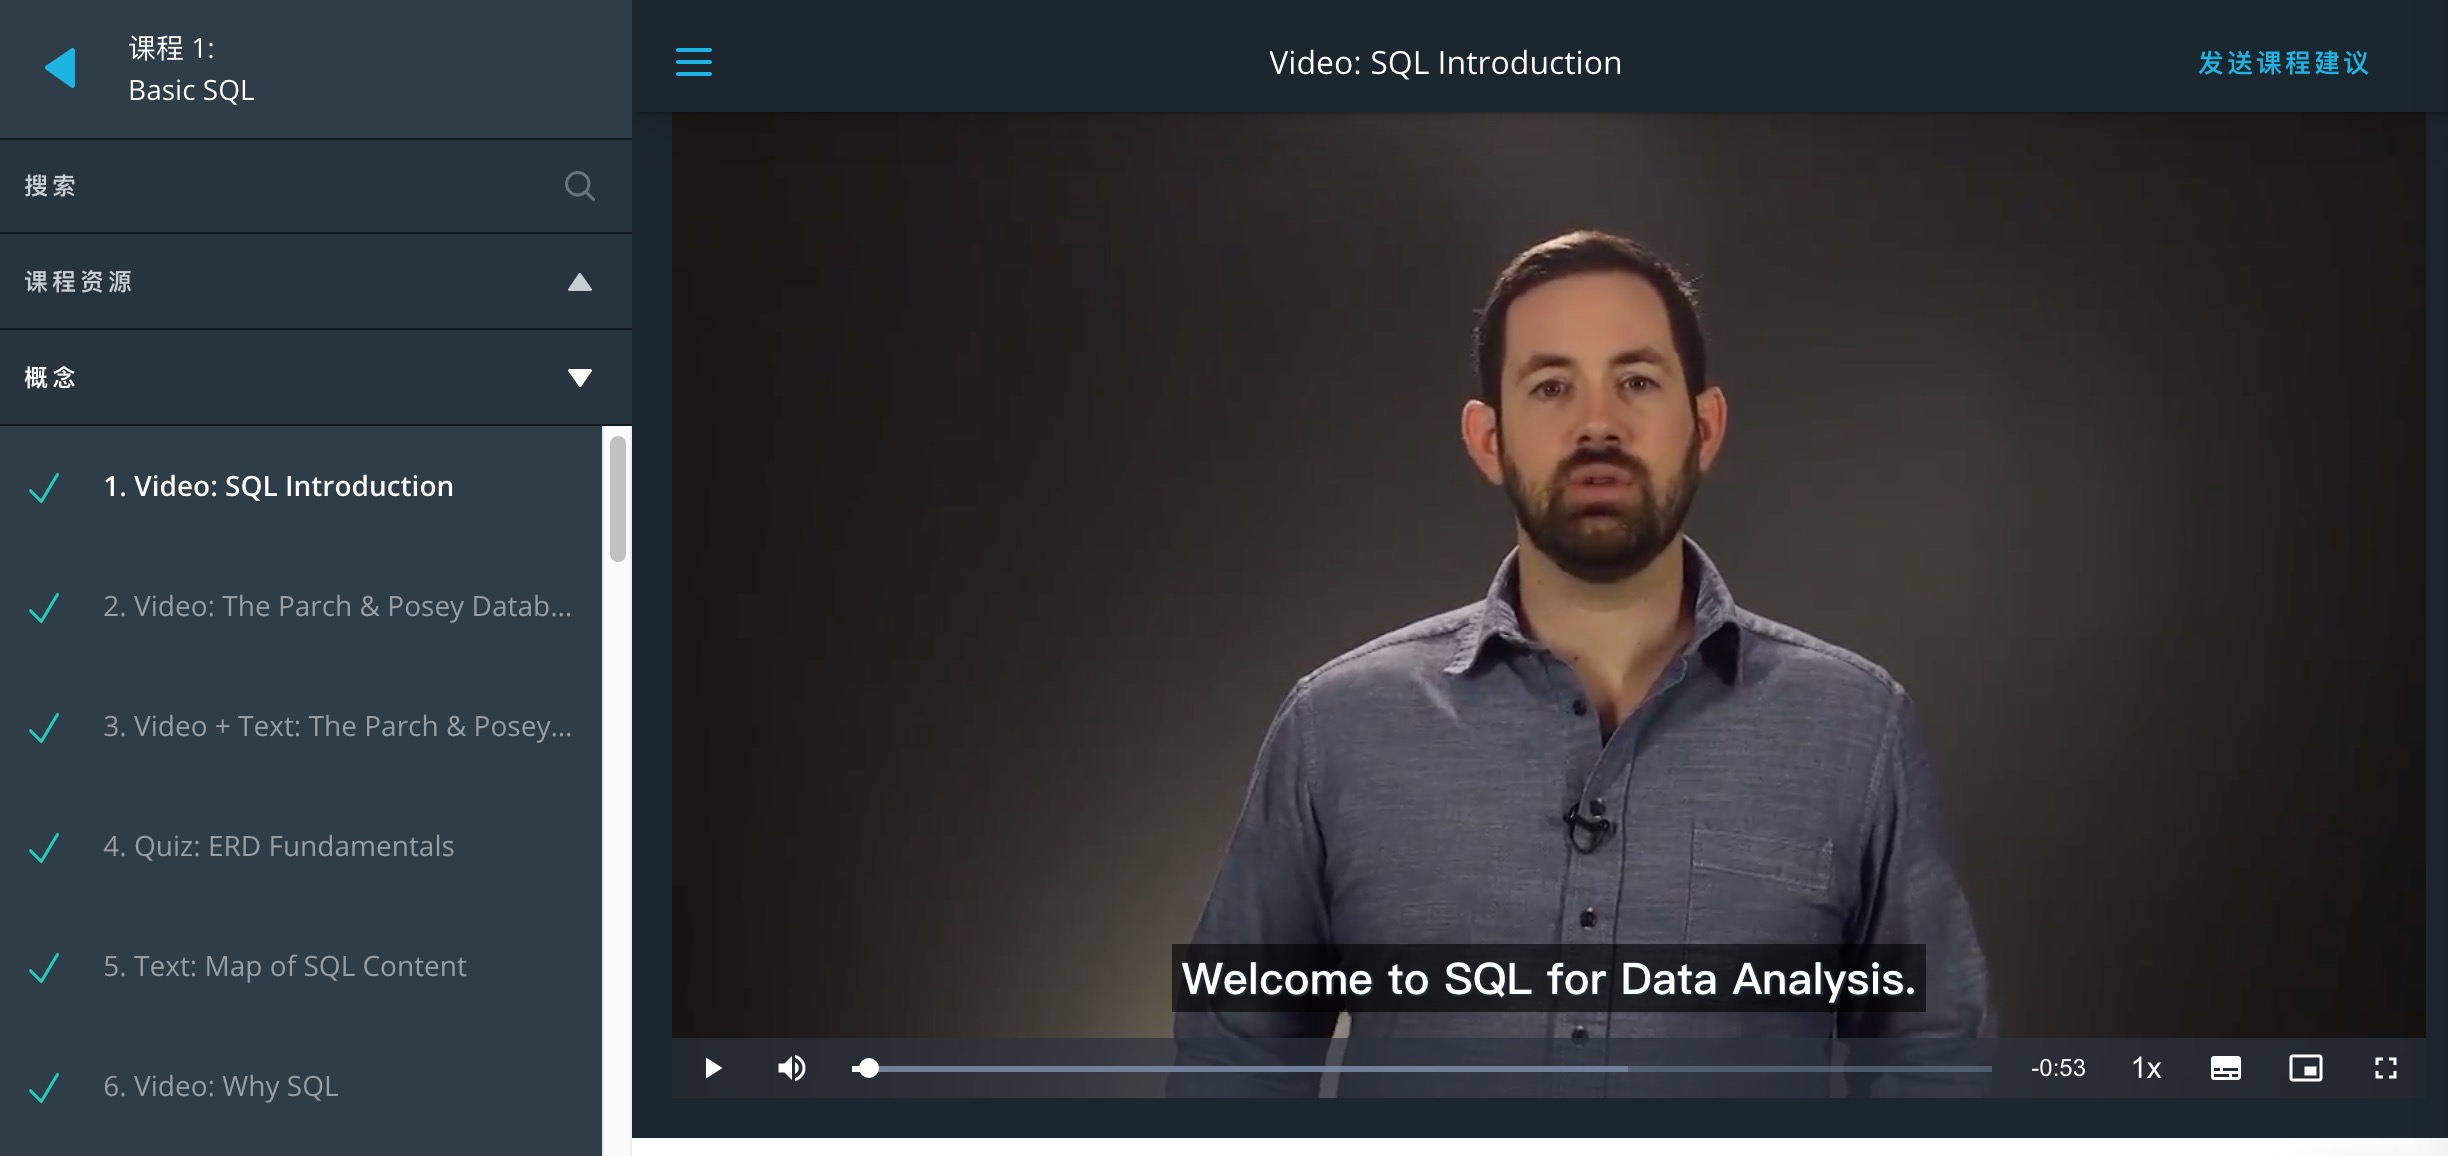 课程 1:
Basic SQL
搜索
课程资源
概念
1. Video: SQL Introduction
2. Video: The Parch & Posey Datab...
3. Video + Text: The Parch & Posey...
4. Quiz: ERD Fundamentals
5. Text: Map of SQL Content
6. Video: Why SQL
Video: SQL Introduction
发送课程建议
Welcome to SQL for Data Analysis.
-0:53
1x